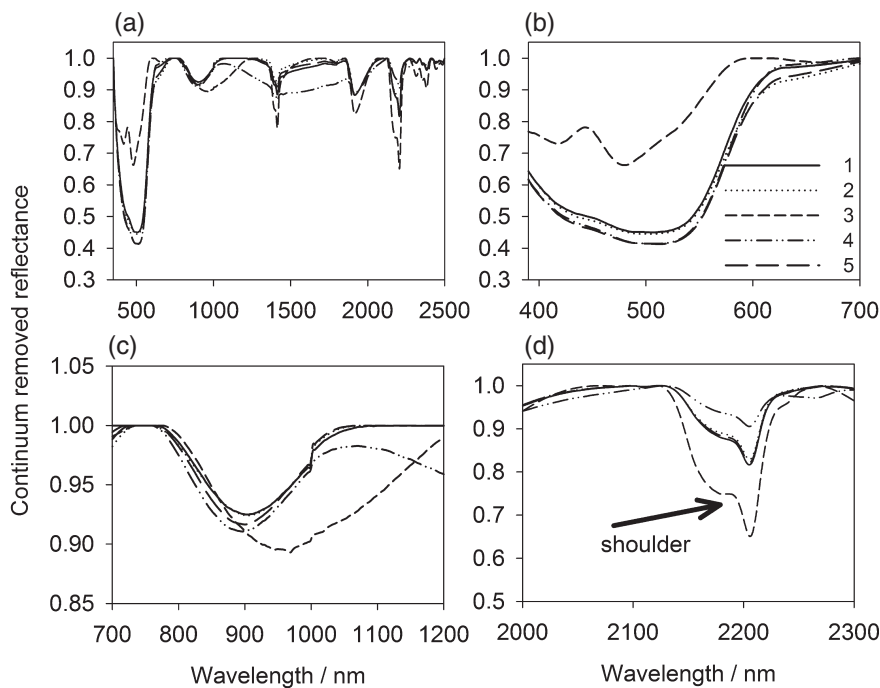 (a)
(b)
1.0
0.9
0.8
0.7
0.6
0.5
0.4
0.3
500 1000 1500 2000 2500
1.0
0.9
0.8
0.7
0.6
0.5
0.4
0.3
400 500 600 700
1
2
3
4
5
Continuum removed reflectance
(c)
(d)
1.05
1.00
0.95
0.90
0.85
700 800 900 1000 1100 1200
1.0
0.9
0.8
0.7
0.6
0.5
shoulder
2000 2100 2200 2300
Wavelength / nm
Wavelength / nm